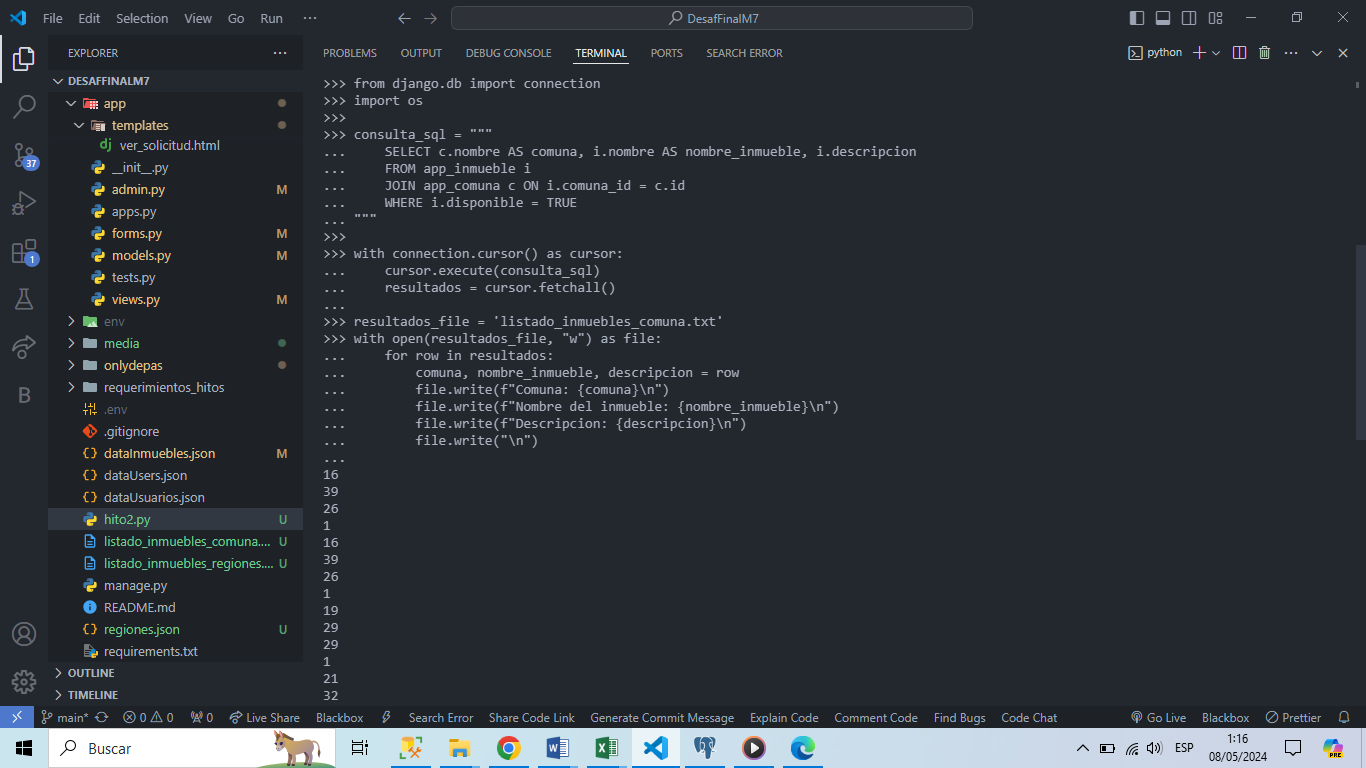 File Edit Selection View Go Run ···
DesafFinalM7
EXPLORER
DESAFFINALM7
app
templates
ver_solicitud.html
__init__.py
admin.py M
apps.py
forms.py M
models.py M
tests.py
views.py M
env
media
onlydepas
requerimientos_hitos
.env
.gitignore
dataInmuebles.json M
dataUsers.json
dataUsuarios.json
hito2.py U
listado_inmuebles_comuna.... U
listado_inmuebles_regiones.... U
manage.py
README.md
regiones.json U
requirements.txt
OUTLINE
TIMELINE
37
1
B
PROBLEMS OUTPUT DEBUG CONSOLE TERMINAL PORTS SEARCH ERROR
python
>>> from django.db import connection
>>> import os
>>>
>>> consulta_sql = """
...     SELECT c.nombre AS comuna, i.nombre AS nombre_inmueble, i.descripcion
...     FROM app_inmueble i
...     JOIN app_comuna c ON i.comuna_id = c.id
...     WHERE i.disponible = TRUE
... """
>>>
>>> with connection.cursor() as cursor:
...     cursor.execute(consulta_sql)
...     resultados = cursor.fetchall()
...
>>> resultados_file = 'listado_inmuebles_comuna.txt'
>>> with open(resultados_file, "w") as file:
...     for row in resultados:
...         comuna, nombre_inmueble, descripcion = row
...         file.write(f"Comuna: {comuna}\n")
...         file.write(f"Nombre del inmueble: {nombre_inmueble}\n")
...         file.write(f"Descripcion: {descripcion}\n")
...         file.write("\n")
...
16
39
26
1
16
39
26
1
19
29
29
1
21
32
main* 0 0 0 Live Share Blackbox Search Error Share Code Link Generate Commit Message Explain Code Comment Code Find Bugs Code Chat Go Live Blackbox Prettier
Buscar
W
X
ESP
1:16
08/05/2024
PRE